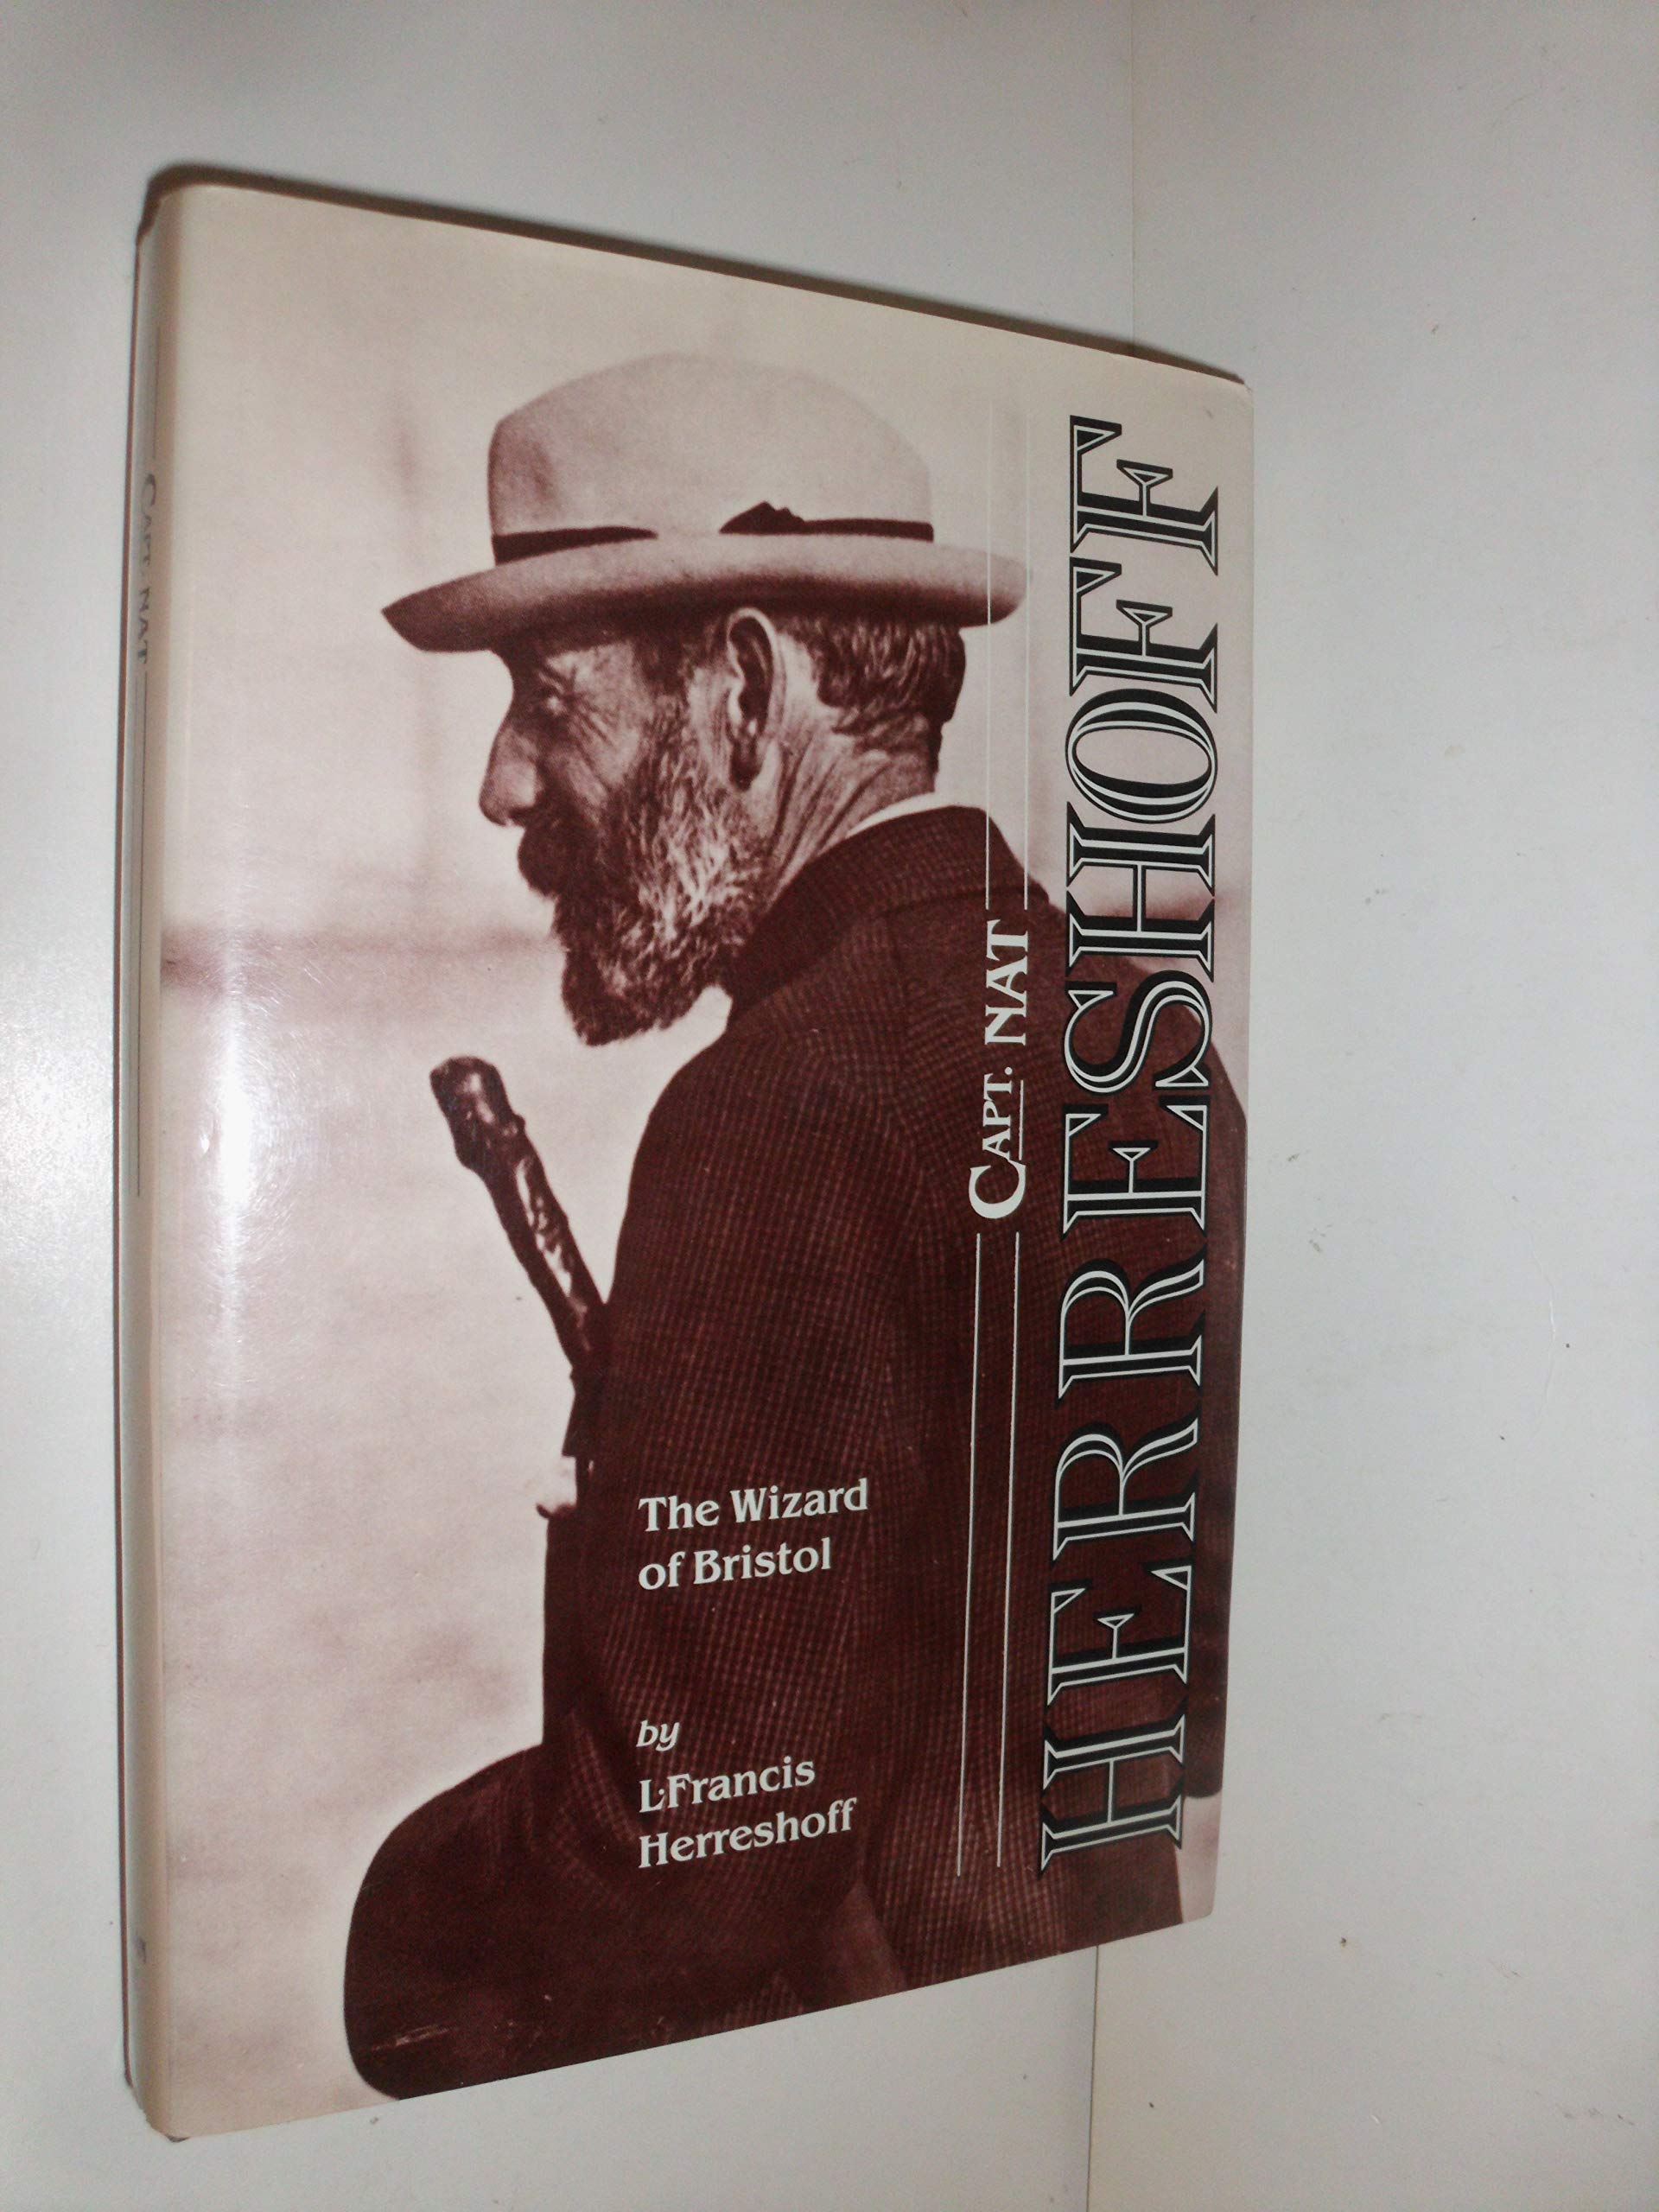 CAPT. NAT
HERRESHOFF
The Wizard
of Bristol
by
L·Francis
Herreshoff
CAPT. NAT